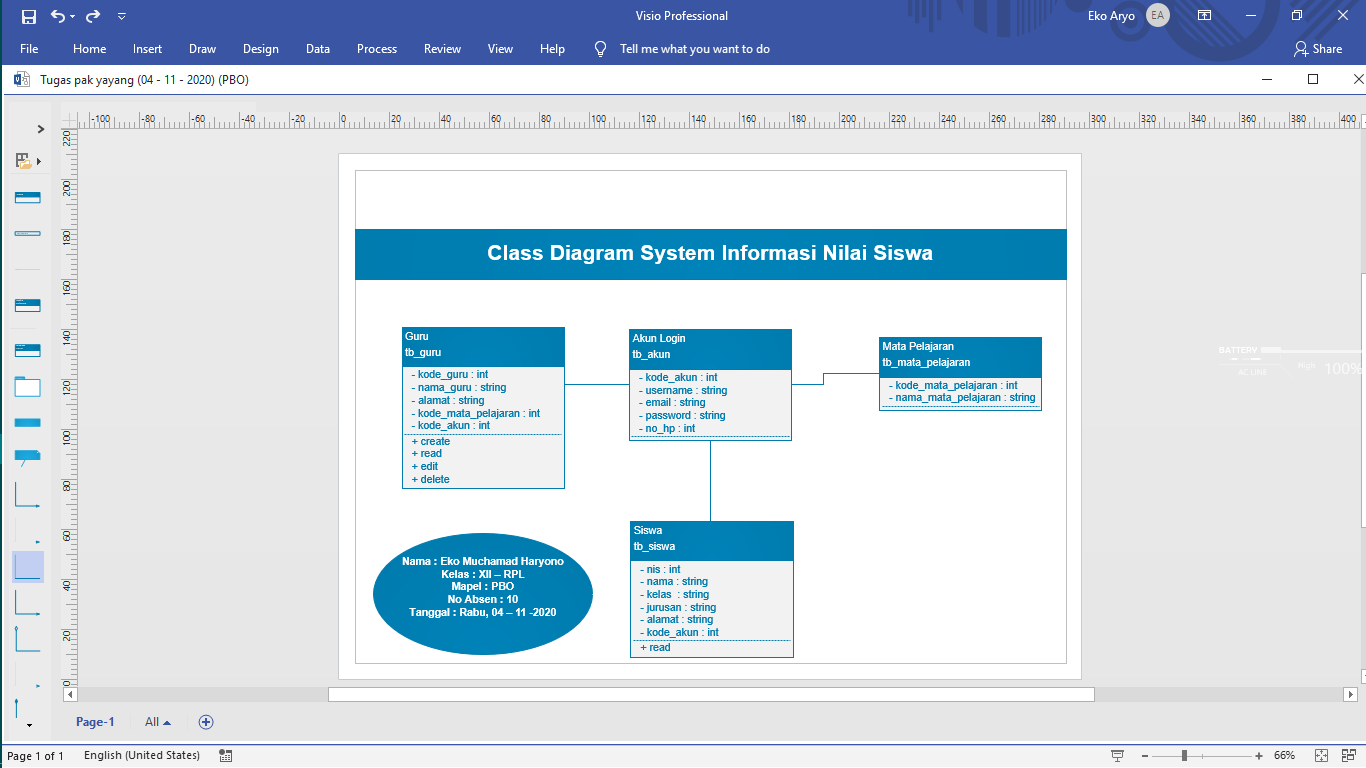 Visio Professional
Eko Aryo EA
File Home Insert Draw Design Data Process Review View Help Tell me what you want to do Share
Tugas pak yayang (04 - 11 - 2020) (PBO)
-100 -80 -60 -40 -20 0 20 40 60 80 100 120 140 160 180 200 220 240 260 280 300 320 340 360 380 400
220
200
180
160
140
120
100
80
60
40
20
0
Class Diagram System Informasi Nilai Siswa
Guru
tb_guru
- kode_guru : int
- nama_guru : string
- alamat : string
- kode_mata_pelajaran : int
- kode_akun : int
+ create
+ read
+ edit
+ delete
Akun Login
tb_akun
- kode_akun : int
- username : string
- email : string
- password : string
- no_hp : int
Mata Pelajaran
tb_mata_pelajaran
- kode_mata_pelajaran : int
- nama_mata_pelajaran : string
BATTERY
AC LINE
High
100%
Siswa
tb_siswa
- nis : int
- nama : string
- kelas  : string
- jurusan : string
- alamat : string
- kode_akun : int
+ read
Nama : Eko Muchamad Haryono
Kelas : XII – RPL
Mapel : PBO
No Absen : 10
Tanggal : Rabu, 04 – 11 -2020
Page-1 All
Page 1 of 1 English (United States) 66%